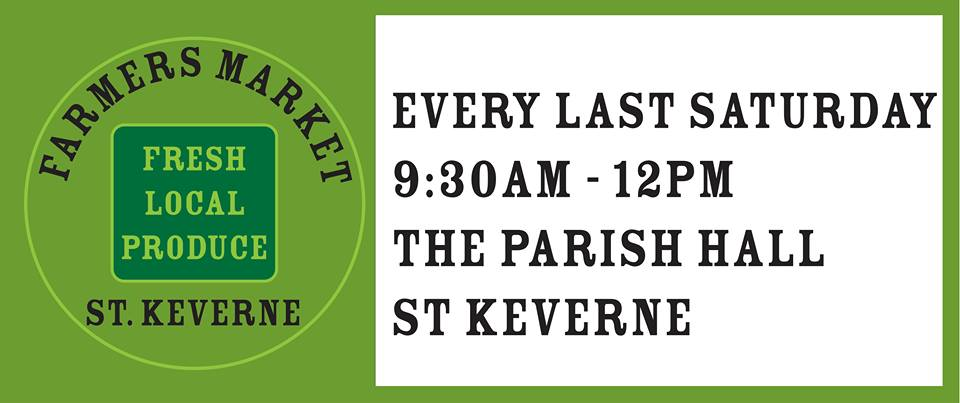 FARMERS MARKET
FRESH
LOCAL
PRODUCE
ST. KEVERNE
EVERY LAST SATURDAY
9:30AM - 12PM
THE PARISH HALL
ST KEVERNE